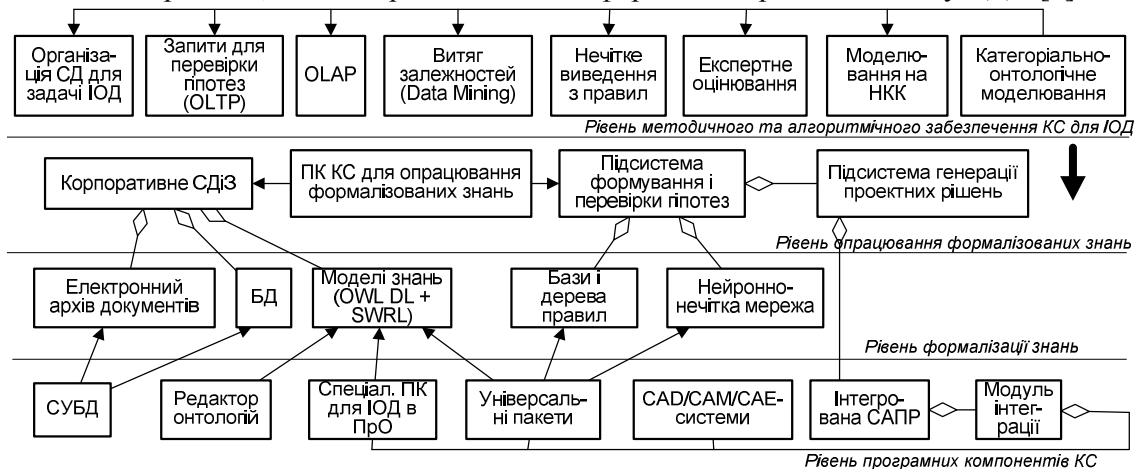 Організа-
ція СД для
задачі ІОД
Запити для
перевірки
гіпотез
(OLTP)
OLAP
Витяг
залежностей
(Data Mining)
Нечітке
виведення
з правил
Експертне
оцінювання
Моделю-
вання на
НКК
Категоріально-
онтологічне
моделювання
Рівень методичного та алгоритмічного забезпечення КС для ІОД
Корпоративне СДіЗ
ПК КС для опрацювання
формалізованих знань
Підсистема
формування і
перевірки гіпотез
Підсистема генерації
проектних рішень
Рівень опрацювання формалізованих знань
Електронний
архів документів
БД
Моделі знань
(OWL DL +
SWRL)
Бази і
дерева
правил
Нейронно-
нечітка мережа
Рівень формалізації знань
СУБД
Редактор
онтологій
Спеціал. ПК
для ІОД в
ПрО
Універсаль-
ні пакети
CAD/CAM/CAE-
системи
Інтегро-
вана САПР
Модуль
інтег-
рації
Рівень програмних компонентів КС